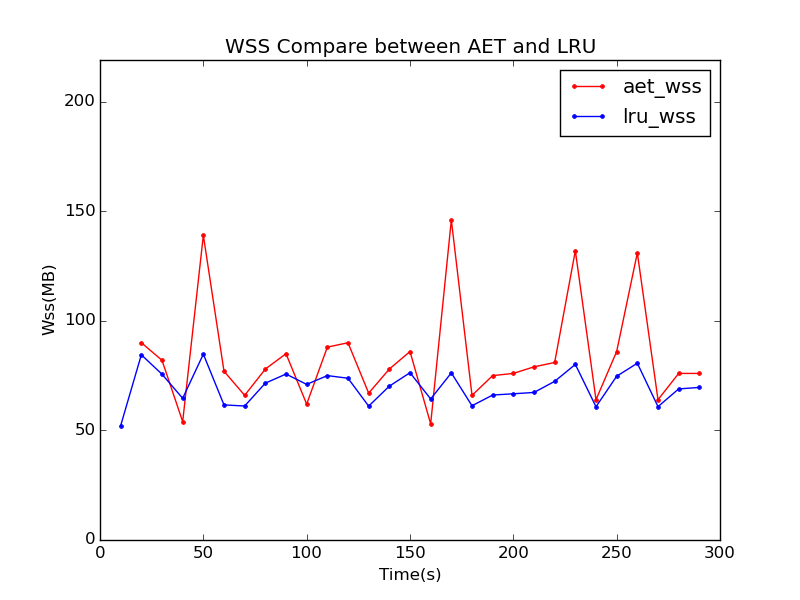 WSS Compare between AET and LRU
aet_wss
lru_wss
Wss(MB)
200
150
100
50
0
0 50 100 150 200 250 300
Time(s)